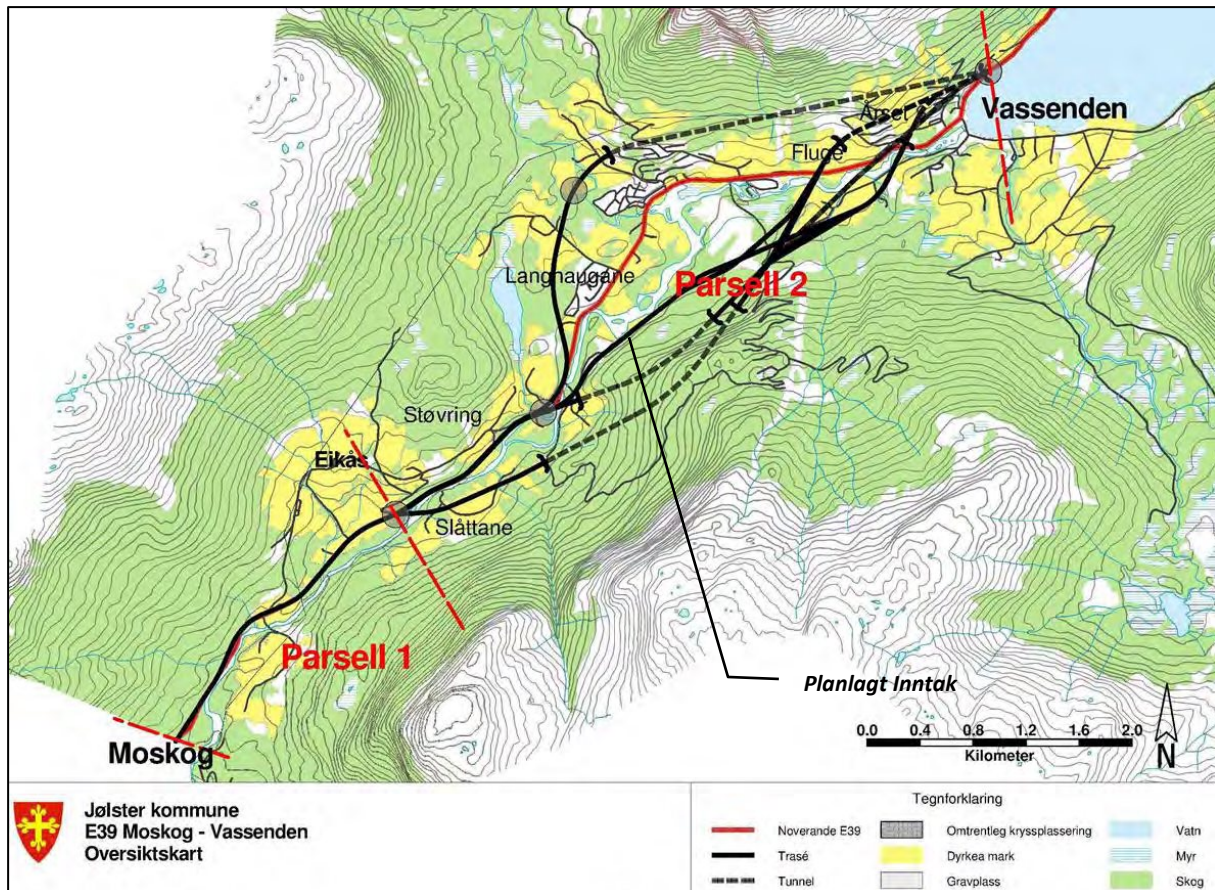 Vassenden
Årset
Fluge
Langhaugane
Parsell 2
Støvring
Eikås
Slåttane
Parsell 1
Planlagt Inntak
Moskog
0.0 0.4 0.8 1.2 1.6 2.0
Kilometer
N
Jølster kommune
E39 Moskog - Vassenden
Oversiktskart
Tegnforklaring
Noverande E39
Omtrentleg kryssplassering
Vatn
Trasé
Dyrkea mark
Myr
Tunnel
Gravplass
Skog